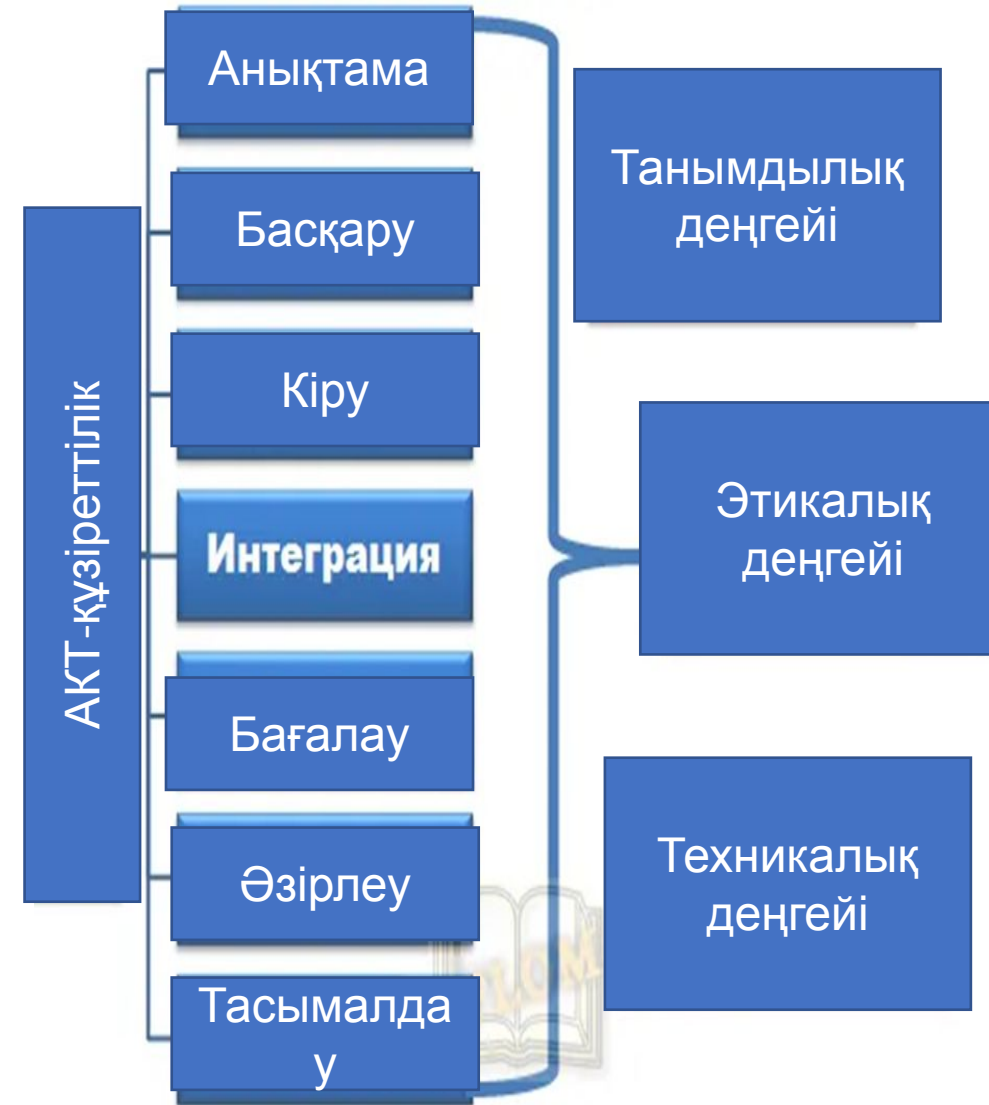 АКТ-құзіреттілік
Анықтама
Басқару
Кіру
Интеграция
Бағалау
Әзірлеу
Тасымалда
у
Танымдылық
деңгейі
Этикалық
деңгейі
Техникалық
деңгейі